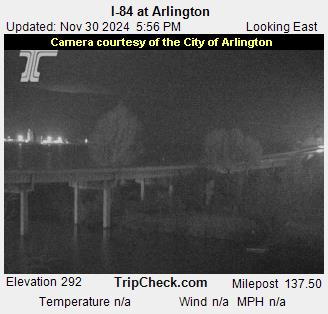 I-84 at Arlington
Updated: Nov 30 2024 5:56 PM Looking East
Camera courtesy of the City of Arlington
Elevation 292 TripCheck.com Milepost 137.50
Temperature n/a Wind n/a MPH n/a